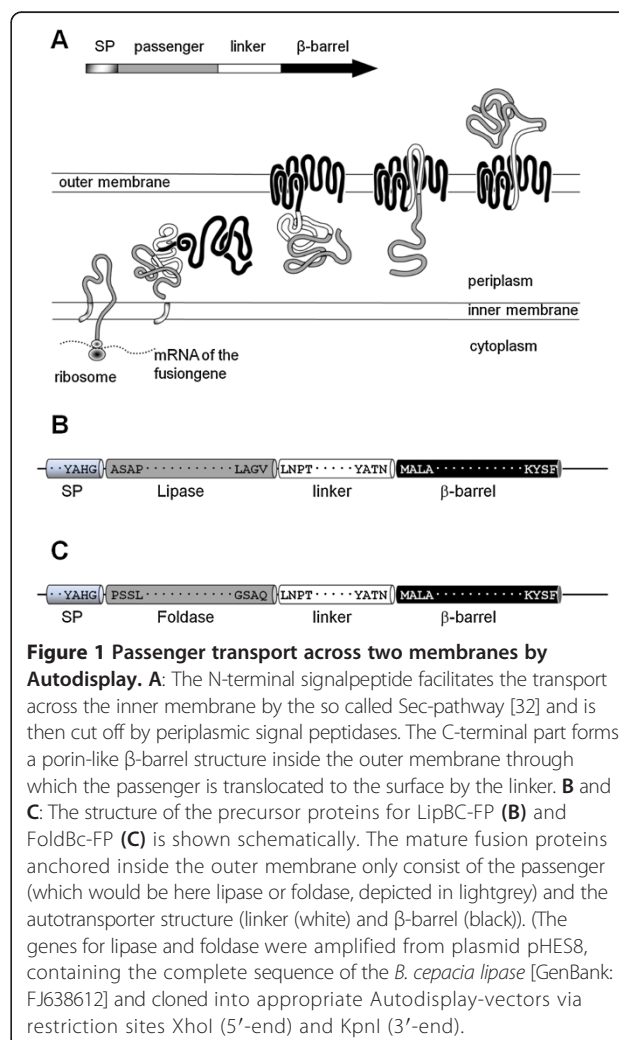 A
SP passenger linker β-barrel
outer membrane
periplasm
inner membrane
cytoplasm
mRNA of the
fusiongene
ribosome
B
··YAHG ASAP···········LAGV LNPT·····YATN MALA···········KYSF
SP Lipase linker β-barrel
C
··YAHG PSSL···········GSAQ LNPT·····YATN MALA···········KYSF
SP Foldase linker β-barrel
Figure 1 Passenger transport across two membranes by
Autodisplay. A: The N-terminal signalpeptide facilitates the transport
across the inner membrane by the so called Sec-pathway [32] and is
then cut off by periplasmic signal peptidases. The C-terminal part forms
a porin-like β-barrel structure inside the outer membrane through
which the passenger is translocated to the surface by the linker. B and
C: The structure of the precursor proteins for LipBC-FP (B) and
FoldBc-FP (C) is shown schematically. The mature fusion proteins
anchored inside the outer membrane only consist of the passenger
(which would be here lipase or foldase, depicted in lightgrey) and the
autotransporter structure (linker (white) and β-barrel (black)). (The
genes for lipase and foldase were amplified from plasmid pHES8,
containing the complete sequence of the B. cepacia lipase [GenBank:
FJ638612] and cloned into appropriate Autodisplay-vectors via
restriction sites XhoI (5′-end) and KpnI (3′-end).